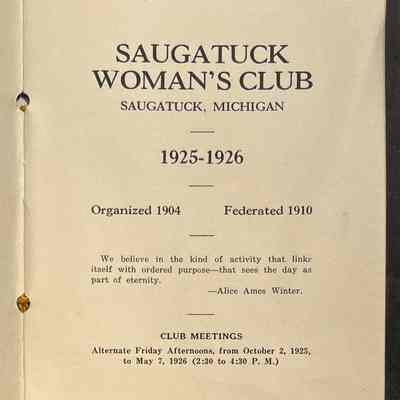 SAUGATUCK
WOMAN'S CLUB
SAUGATUCK, MICHIGAN
1925-1926
Organized 1904 Federated 1910
We believe in the kind of activity that links
itself with ordered purpose—that sees the day as
part of eternity.
—Alice Ames Winter.
CLUB MEETINGS
Alternate Friday Afternoons, from October 2, 1925,
to May 7, 1926 (2:30 to 4:30 P. M.)